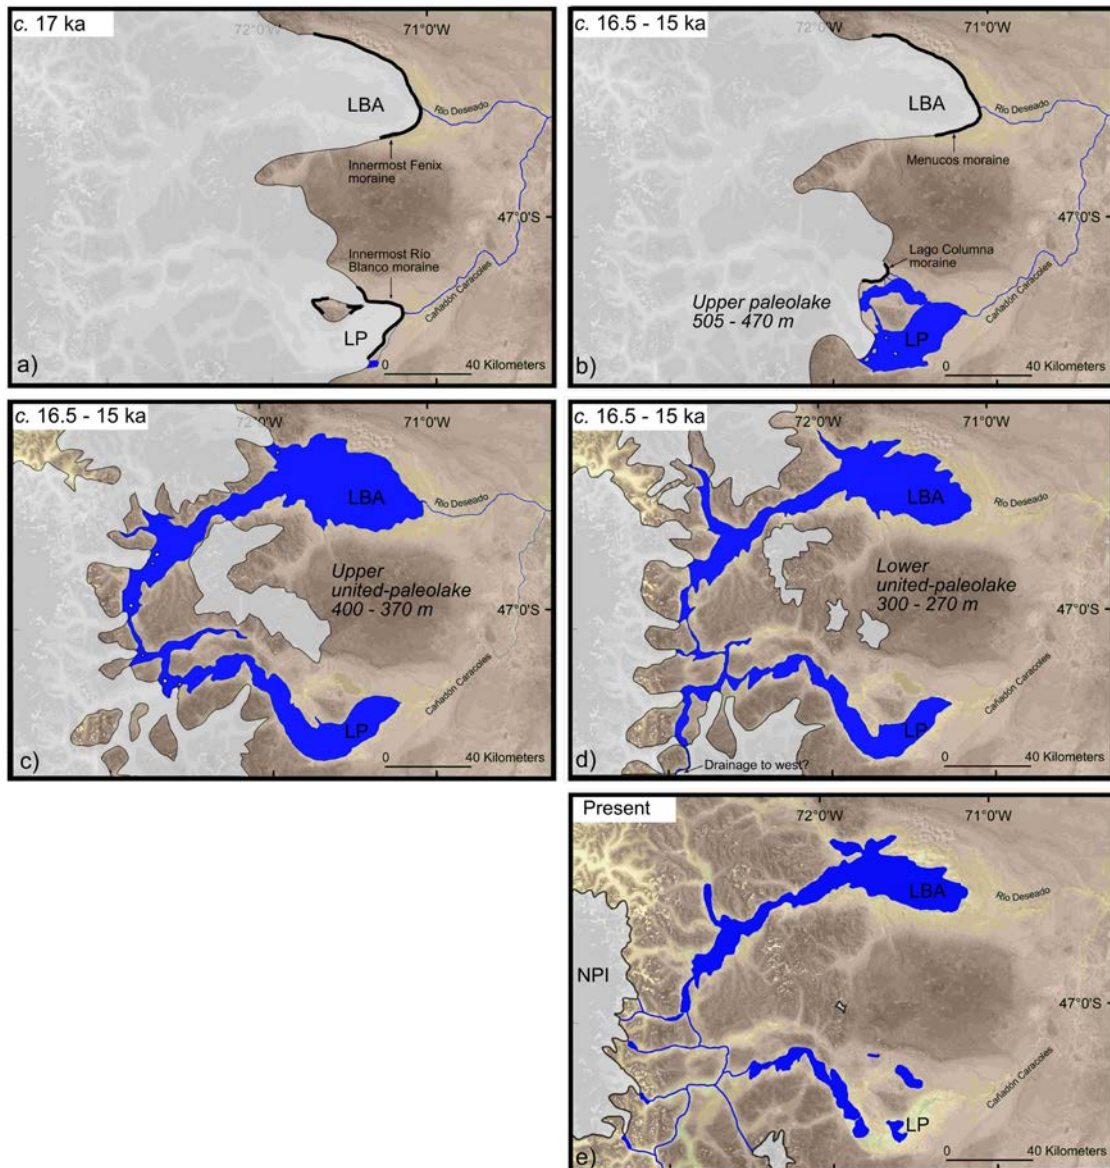 c. 17 ka
72°0'W
71°0'W
LBA
Río Deseado
Innermost Fenix
moraine
47°0'S
Innermost Río
Blanco moraine
Cañadón Caracoles
LP
0
40 Kilometers
a)
c. 16.5 - 15 ka
72°0'W
71°0'W
LBA
Río Deseado
Menucos moraine
47°0'S
Lago Columna
moraine
Upper paleolake
505 - 470 m
Cañadón Caracoles
LP
0
40 Kilometers
b)
c. 16.5 - 15 ka
72°0'W
71°0'W
LBA
Río Deseado
Upper
united-paleolake
400 - 370 m
47°0'S
Cañadón Caracoles
LP
0
40 Kilometers
c)
c. 16.5 - 15 ka
72°0'W
71°0'W
LBA
Río Deseado
Lower
united-paleolake
300 - 270 m
47°0'S
Cañadón Caracoles
LP
0
40 Kilometers
Drainage to west?
d)
Present
72°0'W
71°0'W
LBA
Río Deseado
NPI
47°0'S
Cañadón Caracoles
LP
0
40 Kilometers
e)